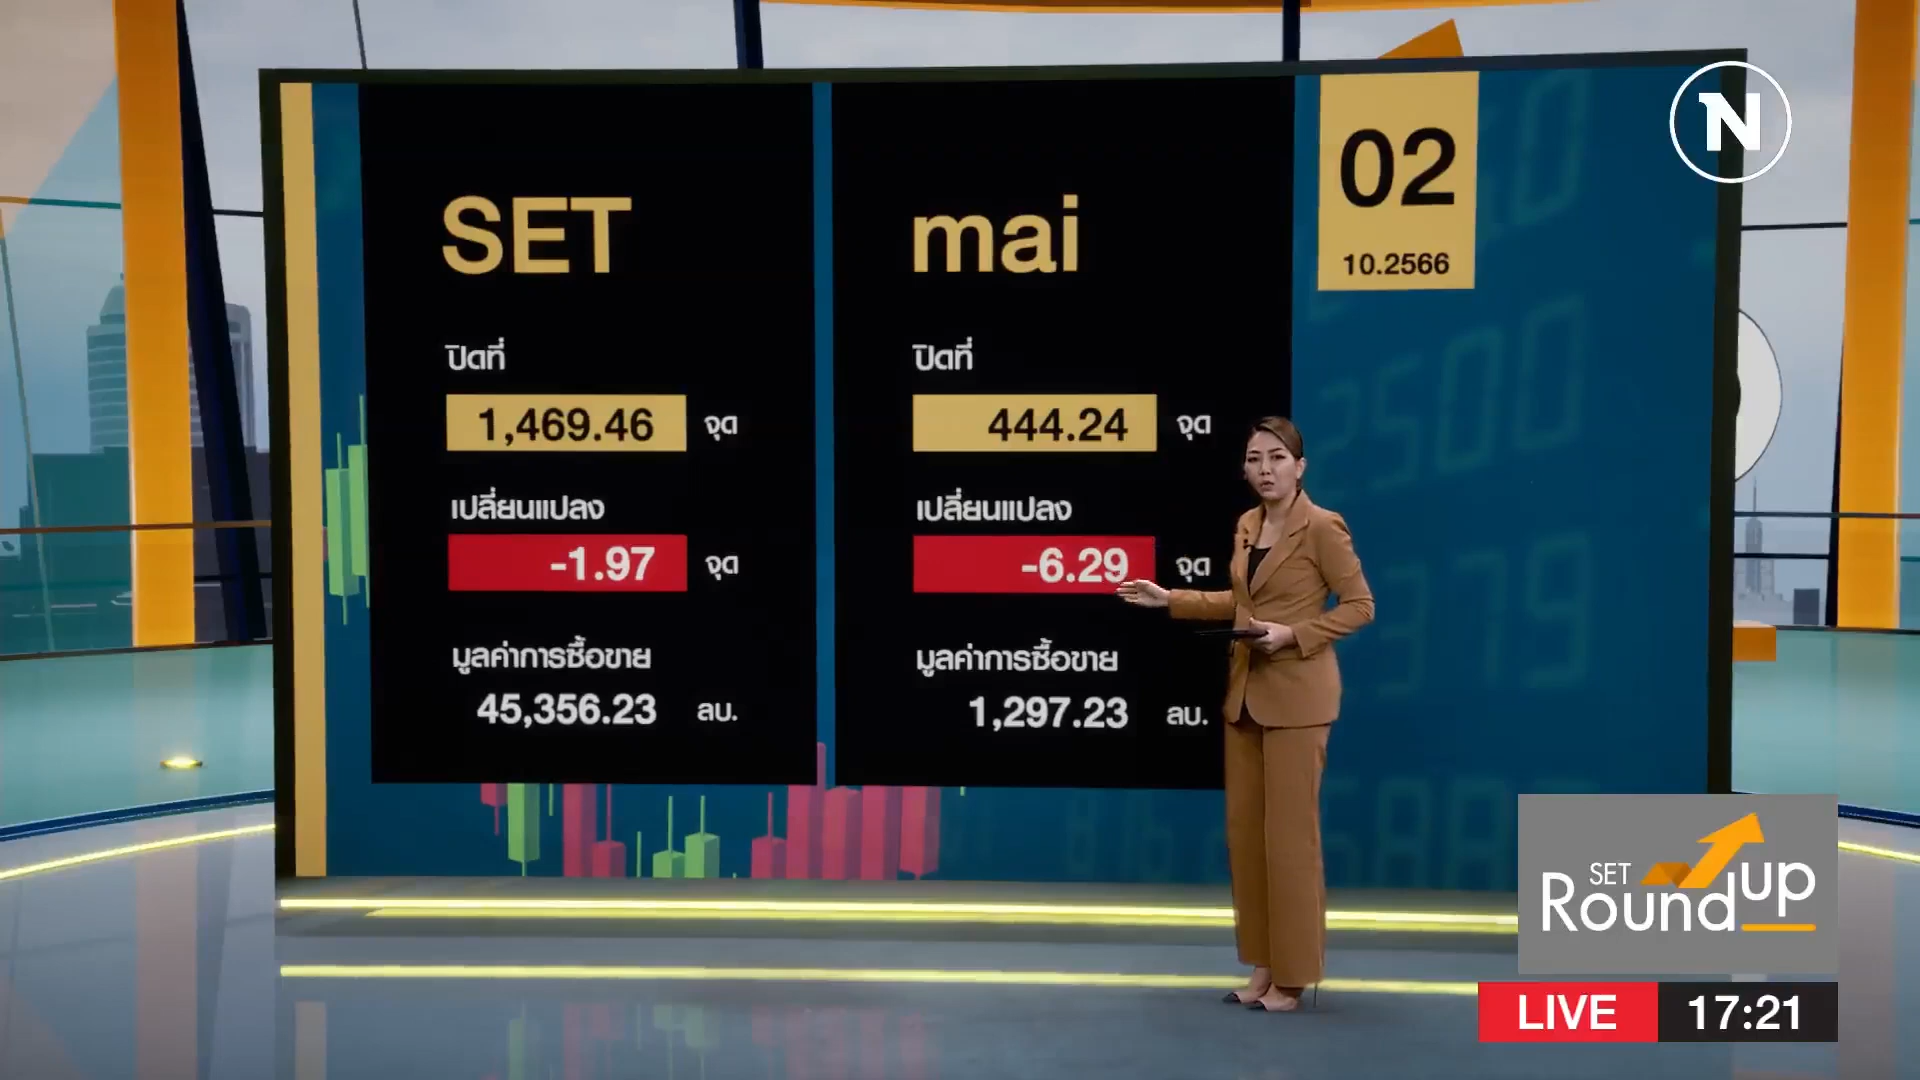 SET
ปิดที่
1,469.46 จุด
เปลี่ยนแปลง
-1.97 จุด
มูลค่าการซื้อขาย
45,356.23 ลบ.
mai
ปิดที่
444.24 จุด
เปลี่ยนแปลง
-6.29 จุด
มูลค่าการซื้อขาย
1,297.23 ลบ.
02
10.2566
N
2500
379
SET
Roundup
LIVE 17:21